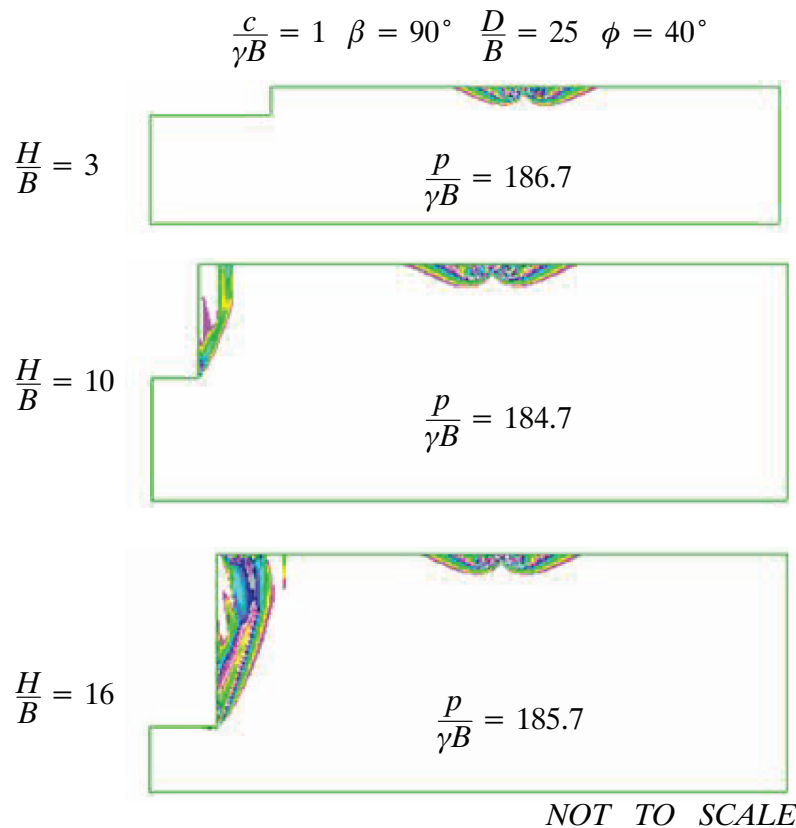 c/γB = 1 β = 90° D/B = 25 ϕ = 40°
H/B = 3
p/γB = 186.7
H/B = 10
p/γB = 184.7
H/B = 16
p/γB = 185.7
NOT TO SCALE